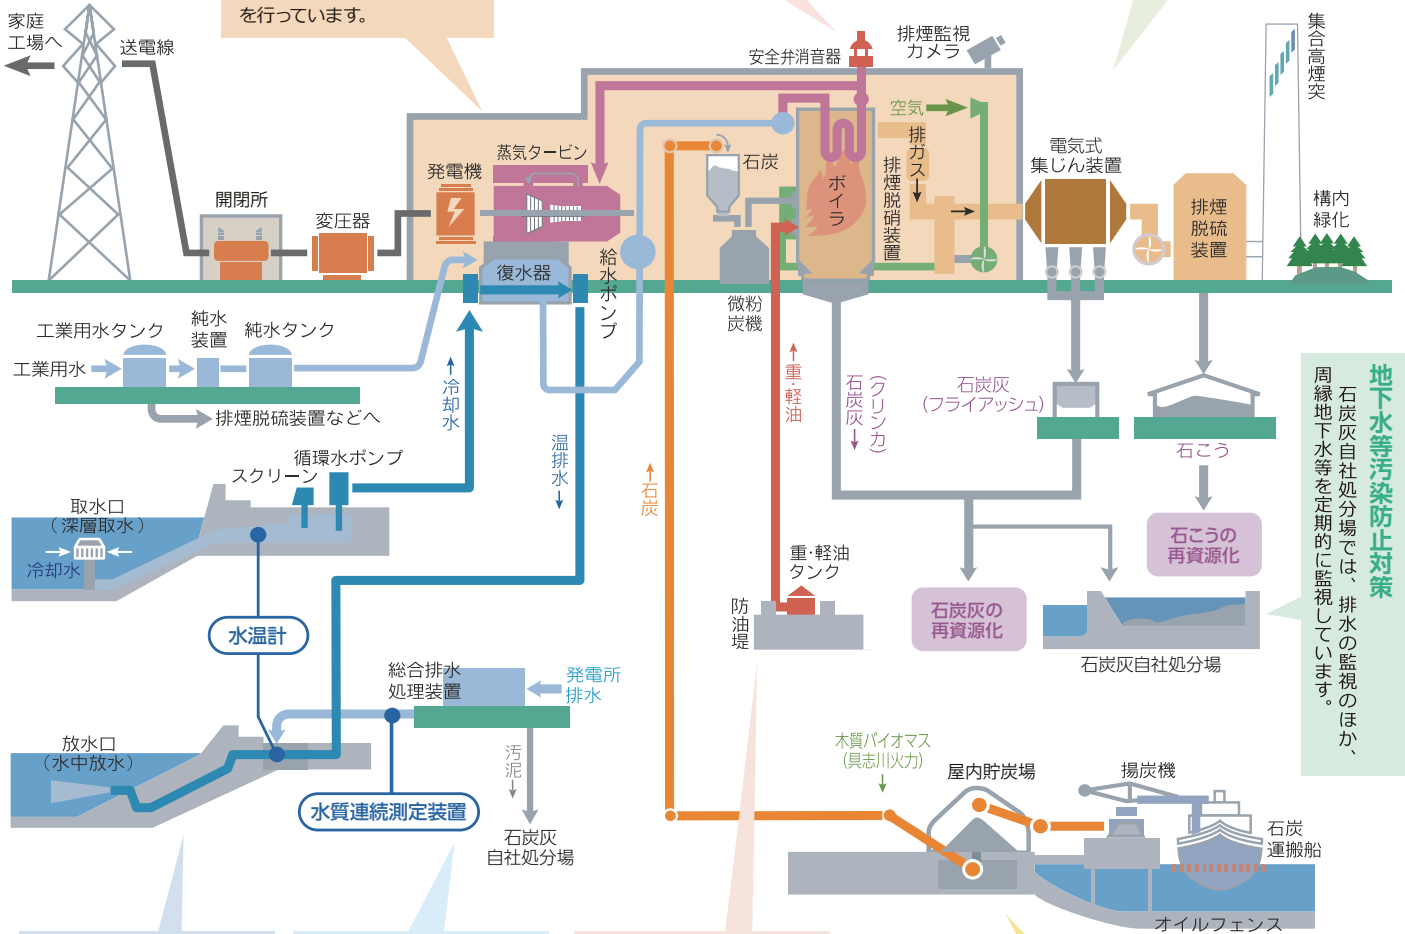 を行っています。
家庭
工場へ
送電線
開閉所
変圧器
発電機
蒸気タービン
復水器
給水ポンプ
石炭
微粉
炭機
安全弁消音器
排煙監視
カメラ
空気
ボイラ
排ガス
排煙脱硝装置
電気式
集じん装置
排煙
脱硫
装置
集合高煙突
構内
緑化
工業用水タンク
純水
装置
純水タンク
工業用水
排煙脱硫装置などへ
冷却水
温排水
循環水ポンプ
スクリーン
取水口
（深層取水）
冷却水
水温計
総合排水
処理装置
発電所
排水
放水口
（水中放水）
水質連続測定装置
汚泥
石炭灰
自社処分場
石炭
重・軽油
重・軽油
タンク
防油堤
石炭灰
（クリンカ）
石炭灰
（フライアッシュ）
石こう
石こうの
再資源化
石炭灰の
再資源化
石炭灰自社処分場
地下水等汚染防止対策
石炭灰自社処分場では、排水の監視のほか、
周縁地下水等を定期的に監視しています。
木質バイオマス
（具志川火力）
屋内貯炭場
揚炭機
石炭
運搬船
オイルフェンス